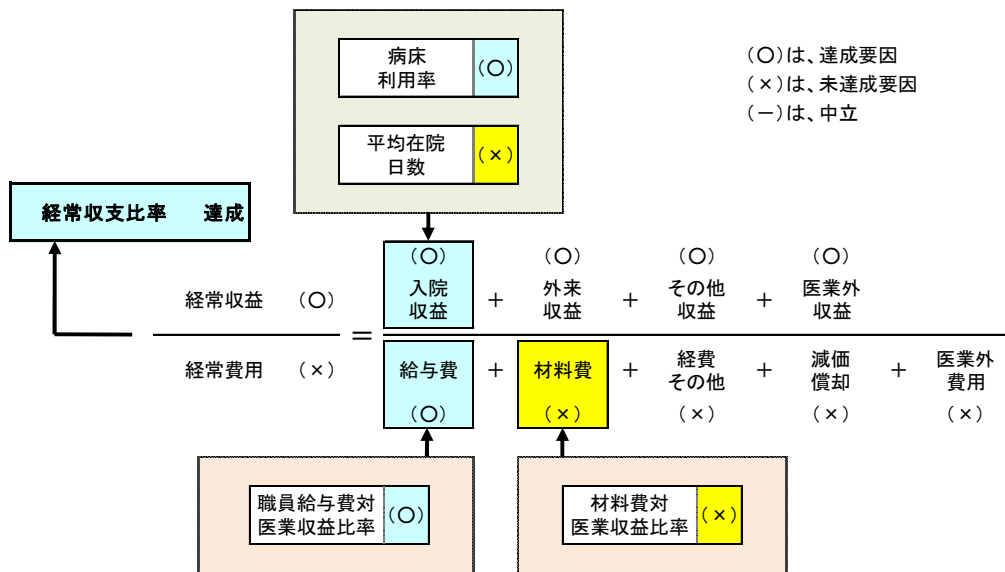 病床
利用率
(○)
平均在院
日数
(×)
(○)は、達成要因
(×)は、未達成要因
(－)は、中立
経常収支比率　達成
経常収益　(○)
経常費用　(×)
＝
(○)　(○)　(○)　(○)
入院　外来　その他　医業外
収益　＋　収益　＋　収益　＋　収益
給与費　＋　材料費　＋　経費　＋　減価　＋　医業外
その他　償却　費用
(○)　(×)　(×)　(×)　(×)
職員給与費対
医業収益比率
(○)
材料費対
医業収益比率
(×)